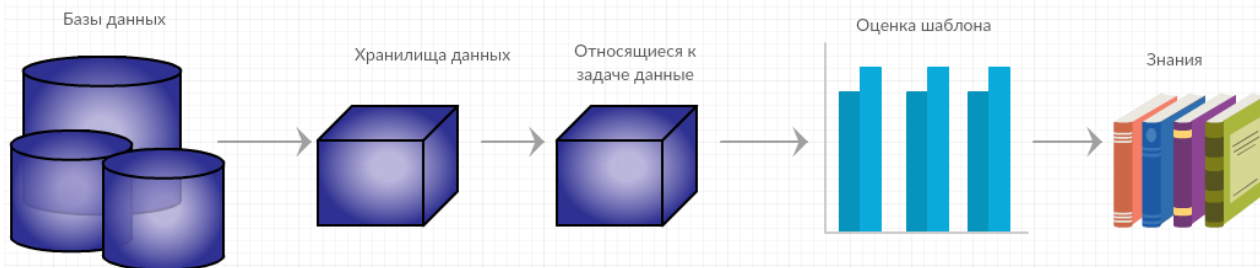 Базы данных
Хранилища данных
Относящиеся к
задаче данные
Оценка шаблона
Знания